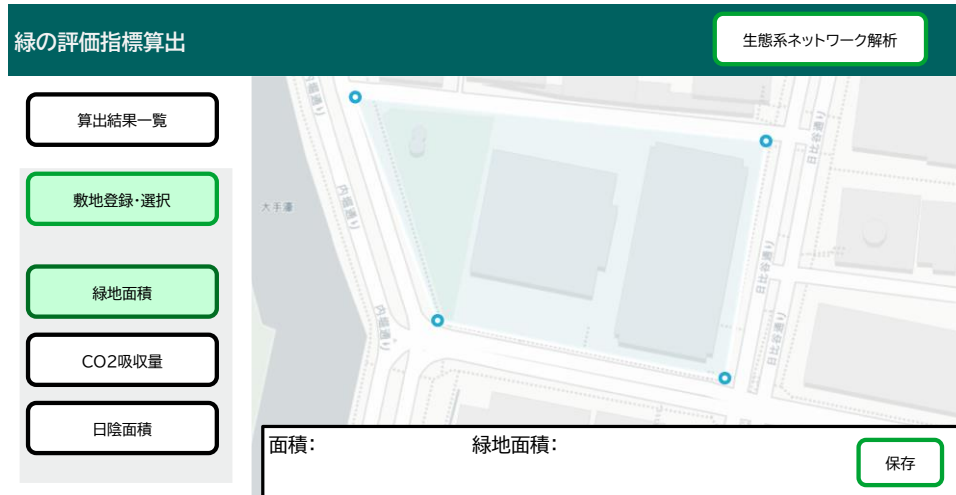 緑の評価指標算出
生態系ネットワーク解析
算出結果一覧
敷地登録・選択
緑地面積
CO2吸収量
日陰面積
内堀通り
日比谷通り
内堀通り
大手濠
日比谷通り
内堀通り
日比谷通り
面積：
緑地面積：
保存